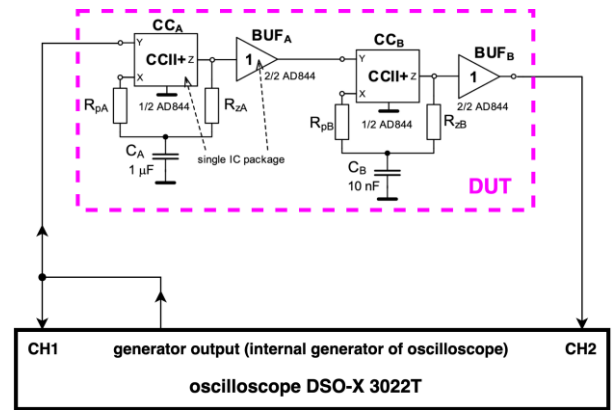 CCA
BUFA
Y
CCII+
Z
X
1
1/2 AD844
2/2 AD844
RpA
RzA
CA
1 µF
single IC package
CCB
BUFB
Y
CCII+
Z
X
1
1/2 AD844
2/2 AD844
RpB
RzB
CB
10 nF
DUT
CH1
generator output (internal generator of oscilloscope)
CH2
oscilloscope DSO-X 3022T